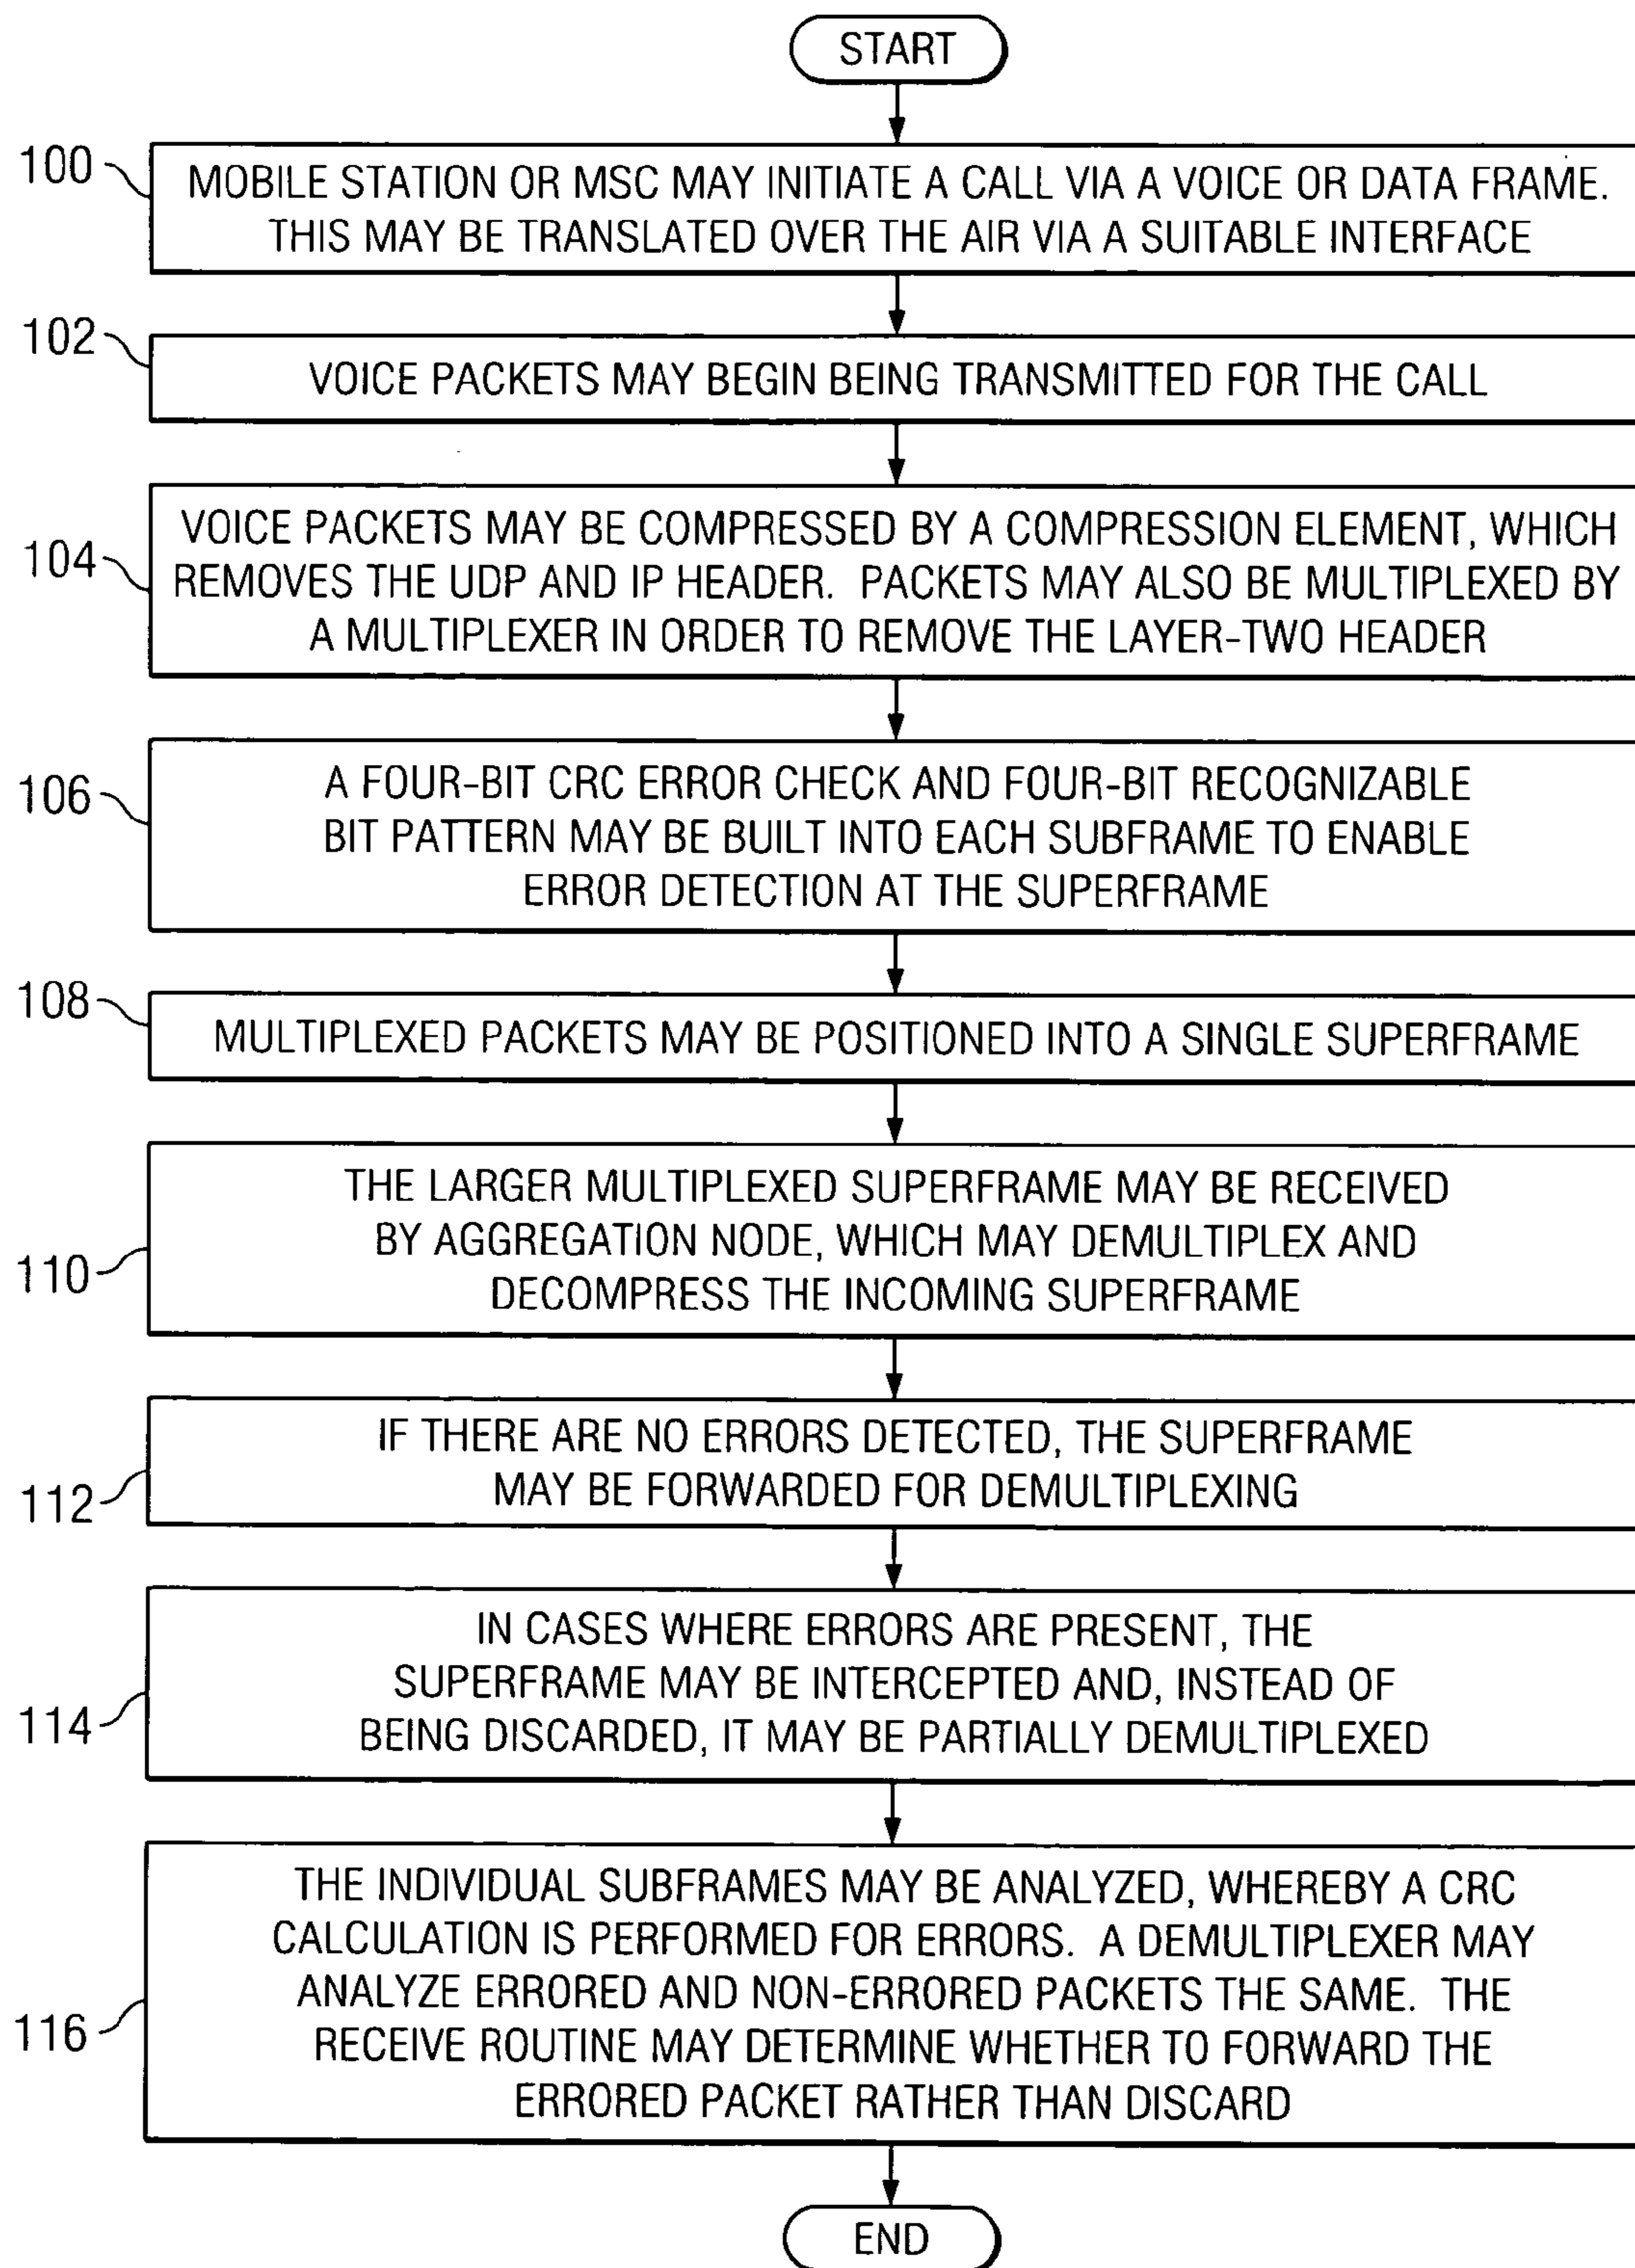 START
100
MOBILE STATION OR MSC MAY INITIATE A CALL VIA A VOICE OR DATA FRAME.
THIS MAY BE TRANSLATED OVER THE AIR VIA A SUITABLE INTERFACE
102
VOICE PACKETS MAY BEGIN BEING TRANSMITTED FOR THE CALL
104
VOICE PACKETS MAY BE COMPRESSED BY A COMPRESSION ELEMENT, WHICH
REMOVES THE UDP AND IP HEADER. PACKETS MAY ALSO BE MULTIPLEXED BY
A MULTIPLEXER IN ORDER TO REMOVE THE LAYER-TWO HEADER
106
A FOUR-BIT CRC ERROR CHECK AND FOUR-BIT RECOGNIZABLE
BIT PATTERN MAY BE BUILT INTO EACH SUBFRAME TO ENABLE
ERROR DETECTION AT THE SUPERFRAME
108
MULTIPLEXED PACKETS MAY BE POSITIONED INTO A SINGLE SUPERFRAME
110
THE LARGER MULTIPLEXED SUPERFRAME MAY BE RECEIVED
BY AGGREGATION NODE, WHICH MAY DEMULTIPLEX AND
DECOMPRESS THE INCOMING SUPERFRAME
112
IF THERE ARE NO ERRORS DETECTED, THE SUPERFRAME
MAY BE FORWARDED FOR DEMULTIPLEXING
114
IN CASES WHERE ERRORS ARE PRESENT, THE
SUPERFRAME MAY BE INTERCEPTED AND, INSTEAD OF
BEING DISCARDED, IT MAY BE PARTIALLY DEMULTIPLEXED
116
THE INDIVIDUAL SUBFRAMES MAY BE ANALYZED, WHEREBY A CRC
CALCULATION IS PERFORMED FOR ERRORS. A DEMULTIPLEXER MAY
ANALYZE ERRORED AND NON-ERRORED PACKETS THE SAME. THE
RECEIVE ROUTINE MAY DETERMINE WHETHER TO FORWARD THE
ERRORED PACKET RATHER THAN DISCARD
END